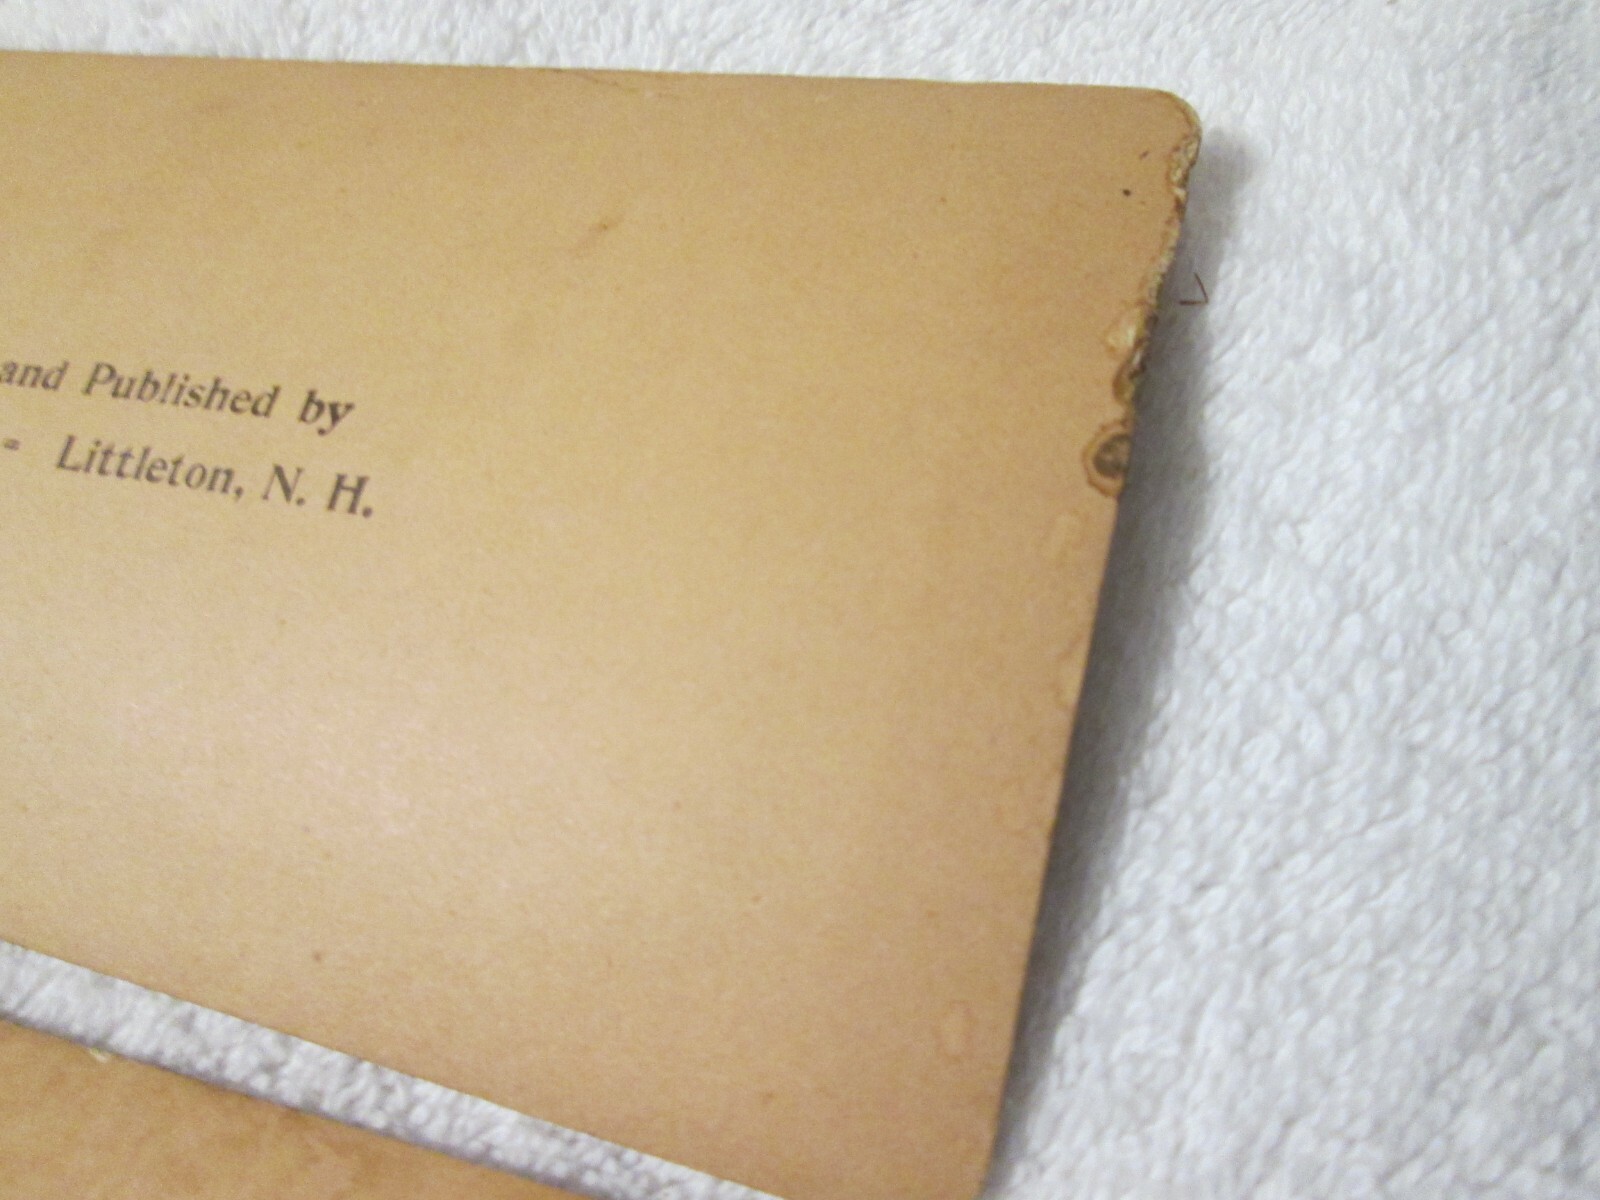 and Published by
= Littleton, N. H.